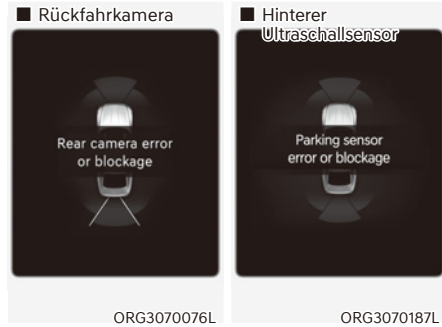 ■ Rückfahrkamera
Rear camera error
or blockage
ORG3070076L
■ Hinterer
Ultraschallsensor
Parking sensor
error or blockage
ORG3070187L